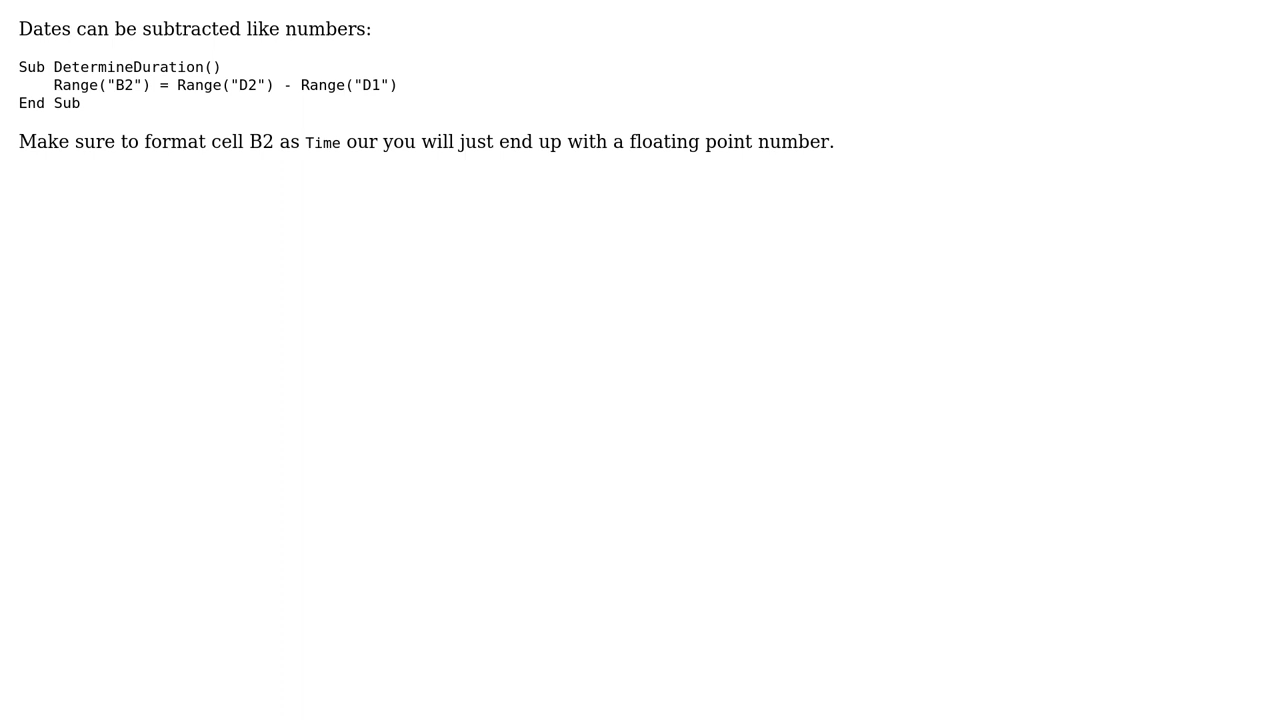 Dates can be subtracted like numbers:
Sub DetermineDuration()
    Range("B2") = Range("D2") - Range("D1")
End Sub
Make sure to format cell B2 as Time our you will just end up with a floating point number.